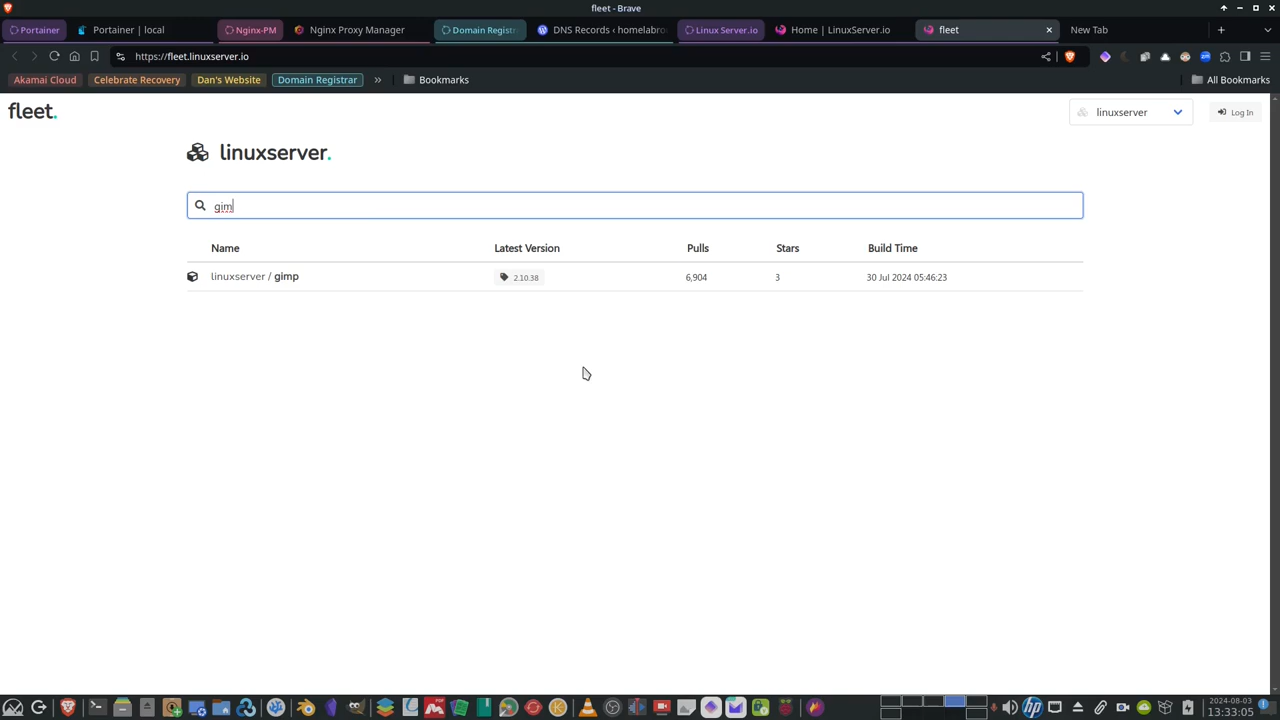 fleet - Brave
Portainer
Portainer | local
Nginx-PM
Nginx Proxy Manager
Domain Registr
DNS Records ‹ homelabro
Linux Server.io
Home | LinuxServer.io
fleet
New Tab
https://fleet.linuxserver.io
Akamai Cloud
Celebrate Recovery
Dan's Website
Domain Registrar
Bookmarks
All Bookmarks
fleet.
linuxserver
Log In
linuxserver.
gim
Name Latest Version Pulls Stars Build Time
linuxserver / gimp 2.10.38 6,904 3 30 Jul 2024 05:46:23
2024-08-03
13:33:05